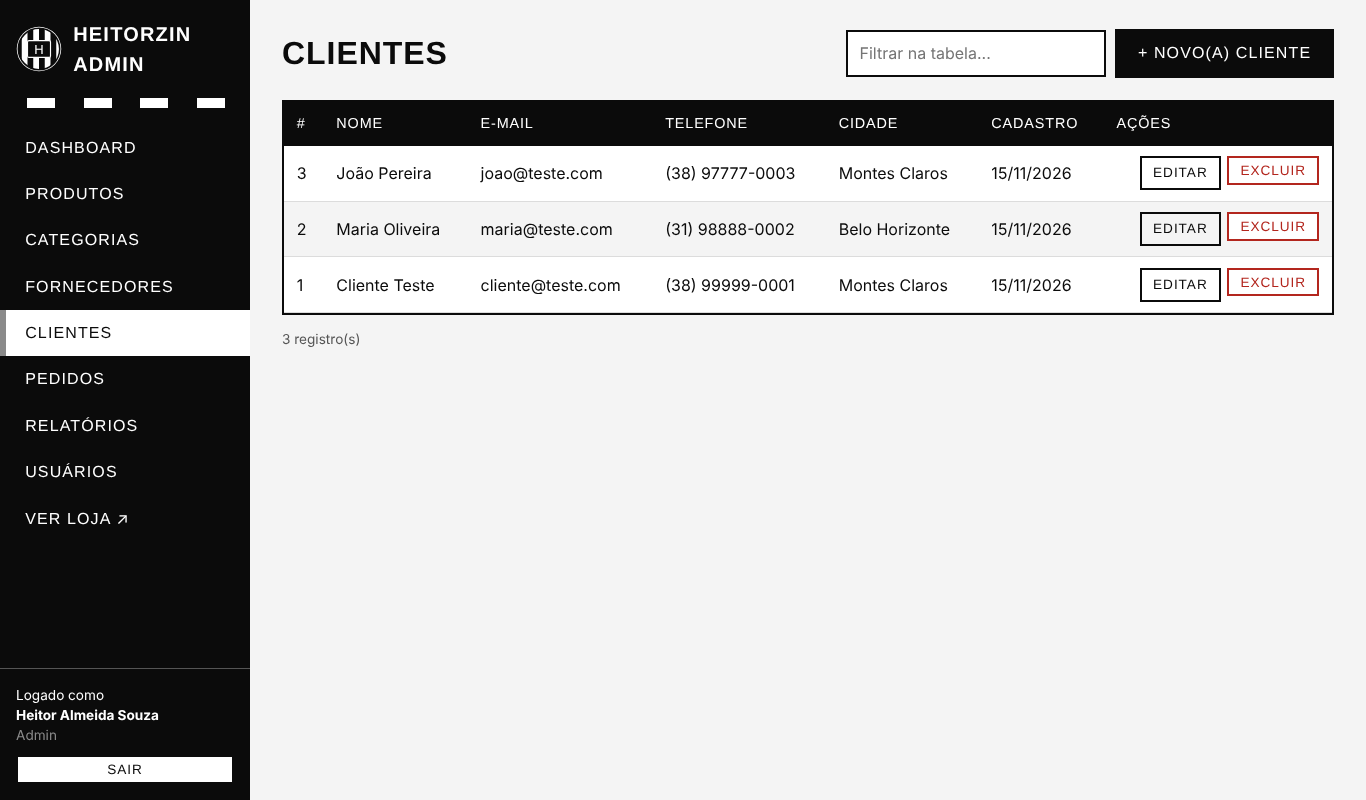 H
HEITORZIN
ADMIN
DASHBOARD
PRODUTOS
CATEGORIAS
FORNECEDORES
CLIENTES
PEDIDOS
RELATÓRIOS
USUÁRIOS
VER LOJA ↗
Logado como
Heitor Almeida Souza
Admin
SAIR
CLIENTES
Filtrar na tabela...
+ NOVO(A) CLIENTE
# NOME E-MAIL TELEFONE CIDADE CADASTRO AÇÕES
3 João Pereira joao@teste.com (38) 97777-0003 Montes Claros 15/11/2026 EDITAR EXCLUIR
2 Maria Oliveira maria@teste.com (31) 98888-0002 Belo Horizonte 15/11/2026 EDITAR EXCLUIR
1 Cliente Teste cliente@teste.com (38) 99999-0001 Montes Claros 15/11/2026 EDITAR EXCLUIR
3 registro(s)